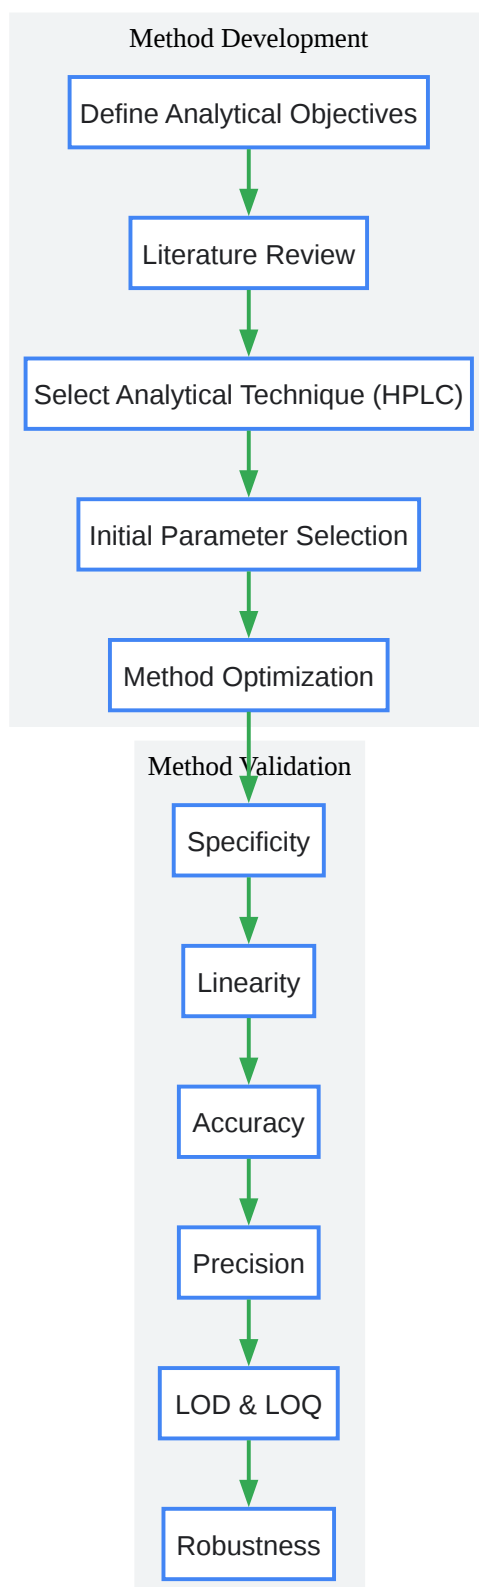 Method Development
Define Analytical Objectives
Literature Review
Select Analytical Technique (HPLC)
Initial Parameter Selection
Method Optimization
Method Validation
Specificity
Linearity
Accuracy
Precision
LOD & LOQ
Robustness